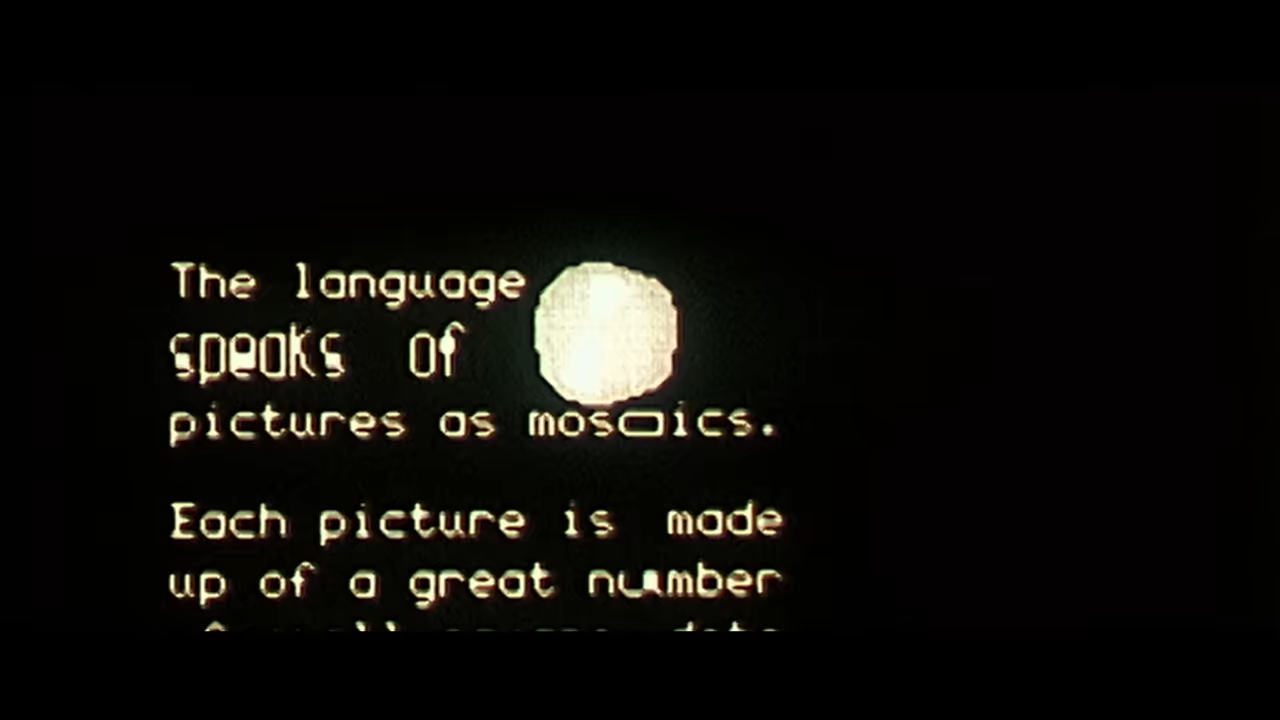 The language
speaks of
pictures as mosaics.
Each picture is made
up of a great number